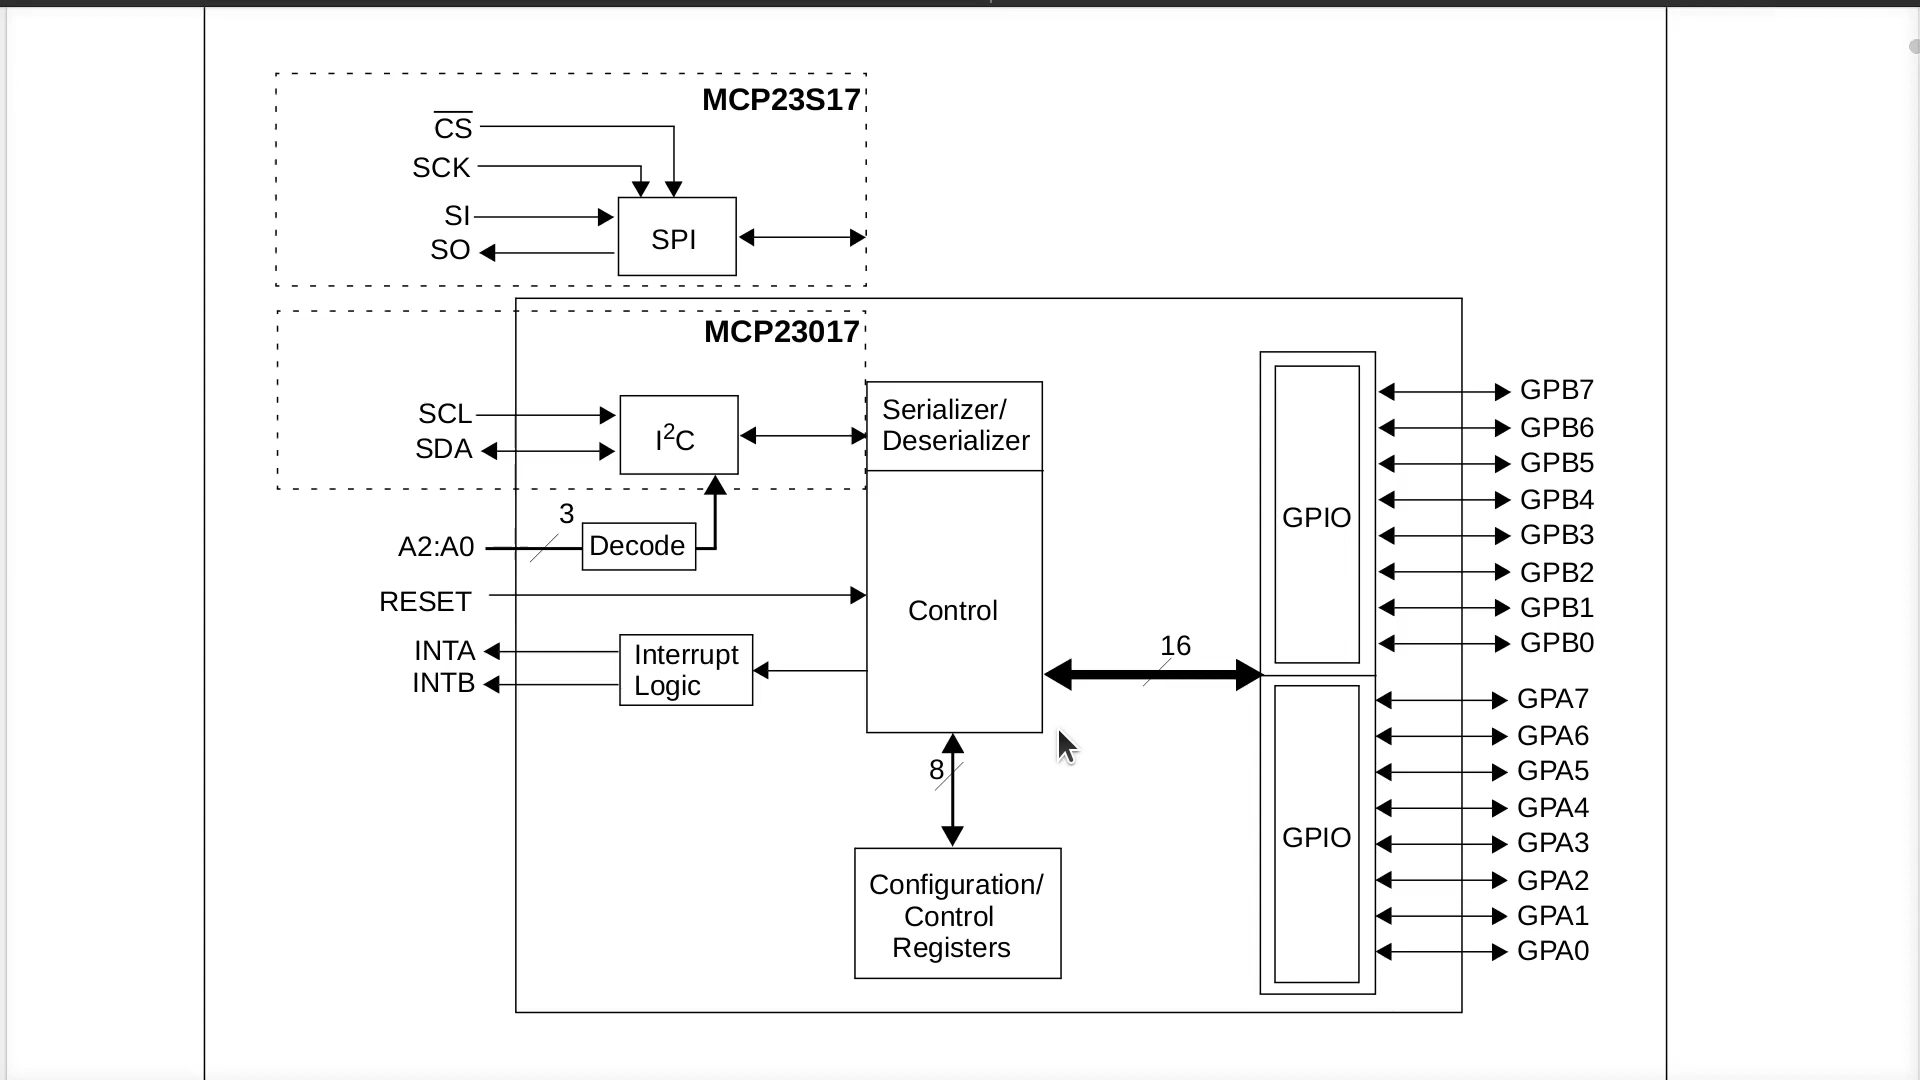 MCP23S17
CS
SCK
SI
SO
SPI
MCP23017
SCL
SDA
I²C
Serializer/
Deserializer
3
A2:A0
Decode
RESET
Control
INTA
INTB
Interrupt
Logic
16
8
Configuration/
Control
Registers
GPIO
GPB7
GPB6
GPB5
GPB4
GPB3
GPB2
GPB1
GPB0
GPIO
GPA7
GPA6
GPA5
GPA4
GPA3
GPA2
GPA1
GPA0